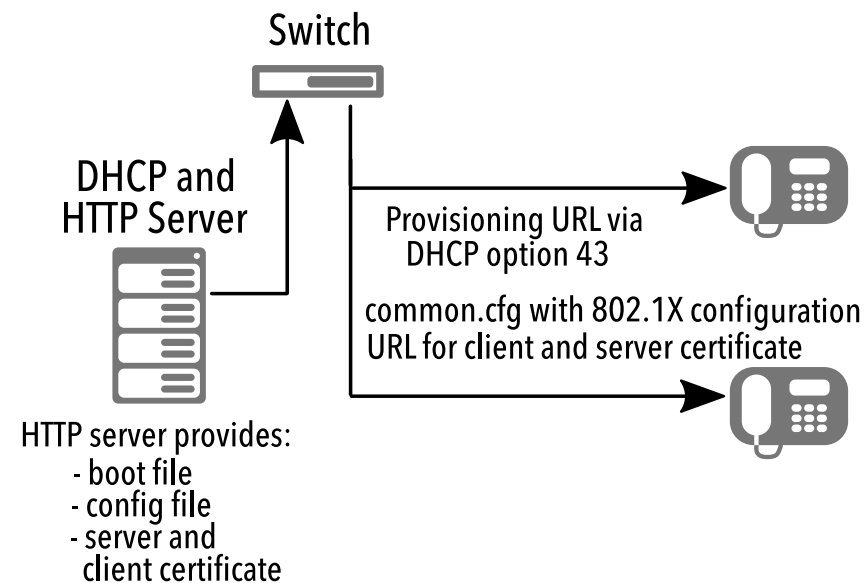 Switch
DHCP and
HTTP Server
Provisioning URL via
DHCP option 43
common.cfg with 802.1X configuration
URL for client and server certificate
HTTP server provides:
- boot file
- config file
- server and
client certificate